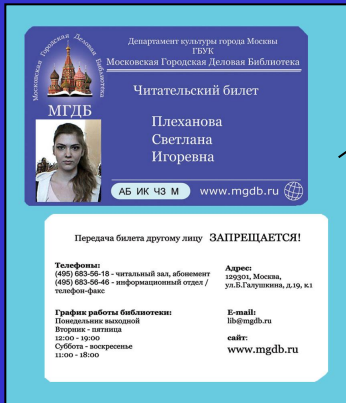 Московская Городская Деловая Библиотека
МГДБ
Департамент культуры города Москвы
ГБУК
Московская Городская Деловая Библиотека
Читательский билет
Плеханова
Светлана
Игоревна
АБ ИК ЧЗ М
www.mgdb.ru
Передача билета другому лицу ЗАПРЕЩАЕТСЯ!
Телефоны:
(495) 683-56-18 - читальный зал, абонемент
(495) 683-56-46 - информационный отдел /
телефон-факс
Адрес:
129301, Москва,
ул.Б.Галушкина, д.19, к.1
График работы библиотеки:
Понедельник выходной
Вторник - пятница
12:00 - 19:00
Суббота - воскресенье
11:00 - 18:00
E-mail:
lib@mgdb.ru
сайт:
www.mgdb.ru